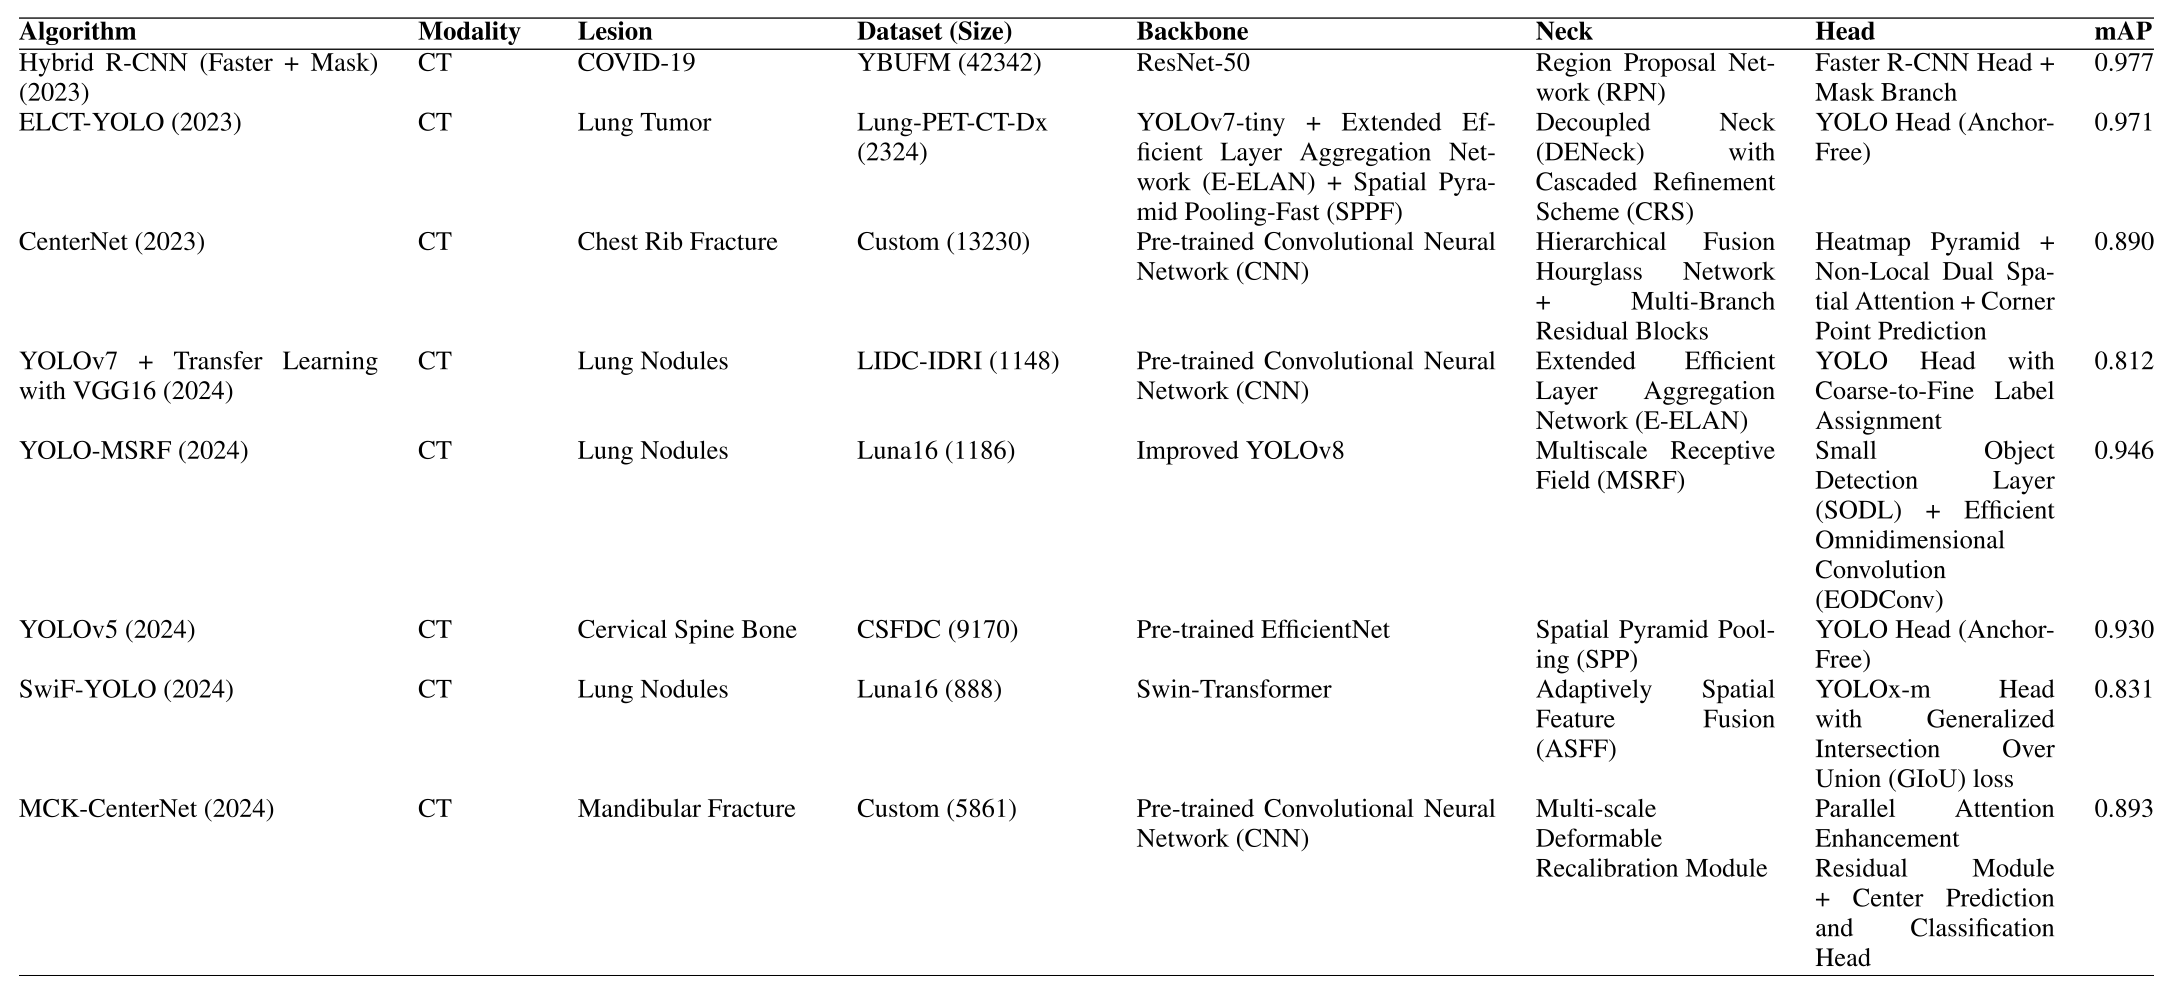 Algorithm Modality Lesion Dataset (Size) Backbone Neck Head mAP
Hybrid R-CNN (Faster + Mask) CT COVID-19 YBUFM (42342) ResNet-50 Region Proposal Net- Faster R-CNN Head + 0.977
(2023) work (RPN) Mask Branch
ELCT-YOLO (2023) CT Lung Tumor Lung-PET-CT-Dx YOLOv7-tiny + Extended Ef- Decoupled Neck YOLO Head (Anchor- 0.971
(2324) ficient Layer Aggregation Net- (DENeck) with Free)
work (E-ELAN) + Spatial Pyra- Cascaded Refinement
mid Pooling-Fast (SPPF) Scheme (CRS)
CenterNet (2023) CT Chest Rib Fracture Custom (13230) Pre-trained Convolutional Neural Hierarchical Fusion Heatmap Pyramid + 0.890
Network (CNN) Hourglass Network Non-Local Dual Spa-
+ Multi-Branch tial Attention + Corner
Residual Blocks Point Prediction
YOLOv7 + Transfer Learning CT Lung Nodules LIDC-IDRI (1148) Pre-trained Convolutional Neural Extended Efficient YOLO Head with 0.812
with VGG16 (2024) Network (CNN) Layer Aggregation Coarse-to-Fine Label
Network (E-ELAN) Assignment
YOLO-MSRF (2024) CT Lung Nodules Luna16 (1186) Improved YOLOv8 Multiscale Receptive Small Object 0.946
Field (MSRF) Detection Layer
(SODL) + Efficient
Omnidimensional
Convolution
(EODConv)
YOLOv5 (2024) CT Cervical Spine Bone CSFDC (9170) Pre-trained EfficientNet Spatial Pyramid Pool- YOLO Head (Anchor- 0.930
ing (SPP) Free)
SwiF-YOLO (2024) CT Lung Nodules Luna16 (888) Swin-Transformer Adaptively Spatial YOLOx-m Head 0.831
Feature Fusion with Generalized
(ASFF) Intersection Over
Union (GIoU) loss
MCK-CenterNet (2024) CT Mandibular Fracture Custom (5861) Pre-trained Convolutional Neural Multi-scale Parallel Attention 0.893
Network (CNN) Deformable Enhancement
Recalibration Module Residual Module
+ Center Prediction
and Classification
Head